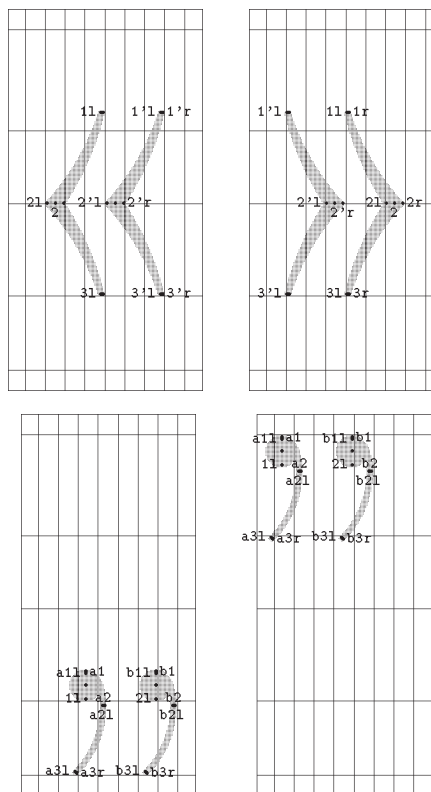 1l 1'l 1'r
2l 2 2'l 2'r
3l 3'l 3'r
1'l 1l 1r
2'l 2'r 2l 2 2r
3'l 3l 3r
a1l a1 b1l b1
1l a2 2l b2
a2l b2l
a3l a3r b3l b3r
a1l a1 b1l b1
1l a2 2l b2
a2l b2l
a3l a3r b3l b3r